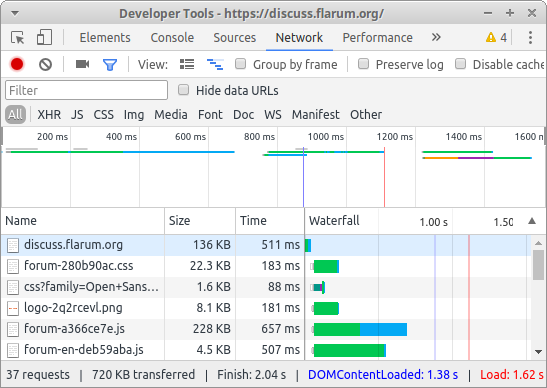 Developer Tools - https://discuss.flarum.org/
Elements Console Sources Network Performance » 4
View: Group by frame Preserve log Disable cache
Filter Hide data URLs
All XHR JS CSS Img Media Font Doc WS Manifest Other
200 ms 400 ms 600 ms 800 ms 1000 ms 1200 ms 1400 ms 1600 m
Name Size Time Waterfall 1.00 s 1.50
discuss.flarum.org 136 KB 511 ms
forum-280b90ac.css 22.3 KB 183 ms
css?family=Open+Sans... 1.6 KB 88 ms
logo-2q2rcevl.png 8.1 KB 181 ms
forum-a366ce7e.js 228 KB 657 ms
forum-en-deb59aba.js 4.5 KB 507 ms
37 requests | 720 KB transferred | Finish: 2.04 s | DOMContentLoaded: 1.38 s | Load: 1.62 s